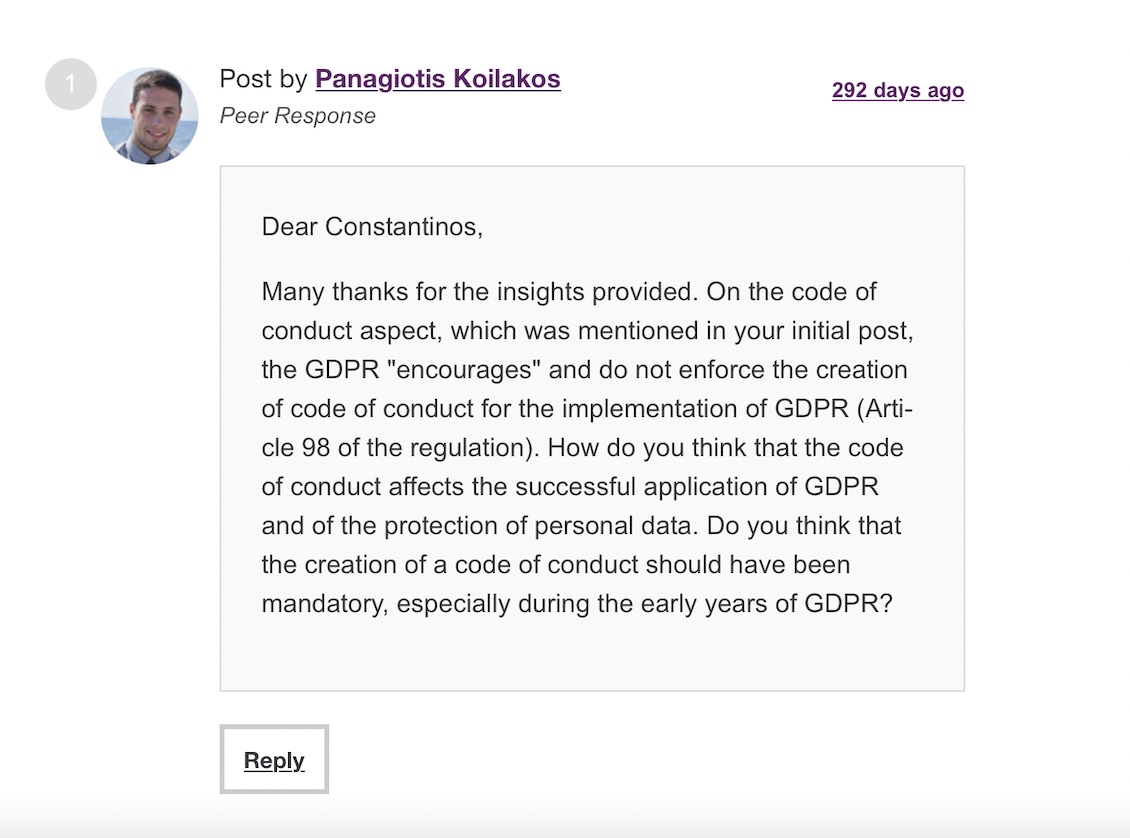 1
Post by Panagiotis Koilakos
292 days ago
Peer Response
Dear Constantinos,
Many thanks for the insights provided. On the code of
conduct aspect, which was mentioned in your initial post,
the GDPR "encourages" and do not enforce the creation
of code of conduct for the implementation of GDPR (Arti-
cle 98 of the regulation). How do you think that the code
of conduct affects the successful application of GDPR
and of the protection of personal data. Do you think that
the creation of a code of conduct should have been
mandatory, especially during the early years of GDPR?
Reply